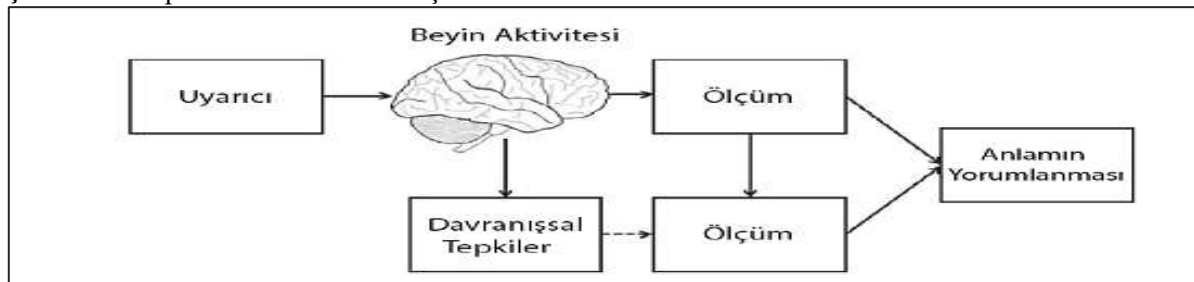 Beyin Aktivitesi
Uyarıcı
Ölçüm
Anlamın
Yorumlanması
Davranışsal
Tepkiler
Ölçüm